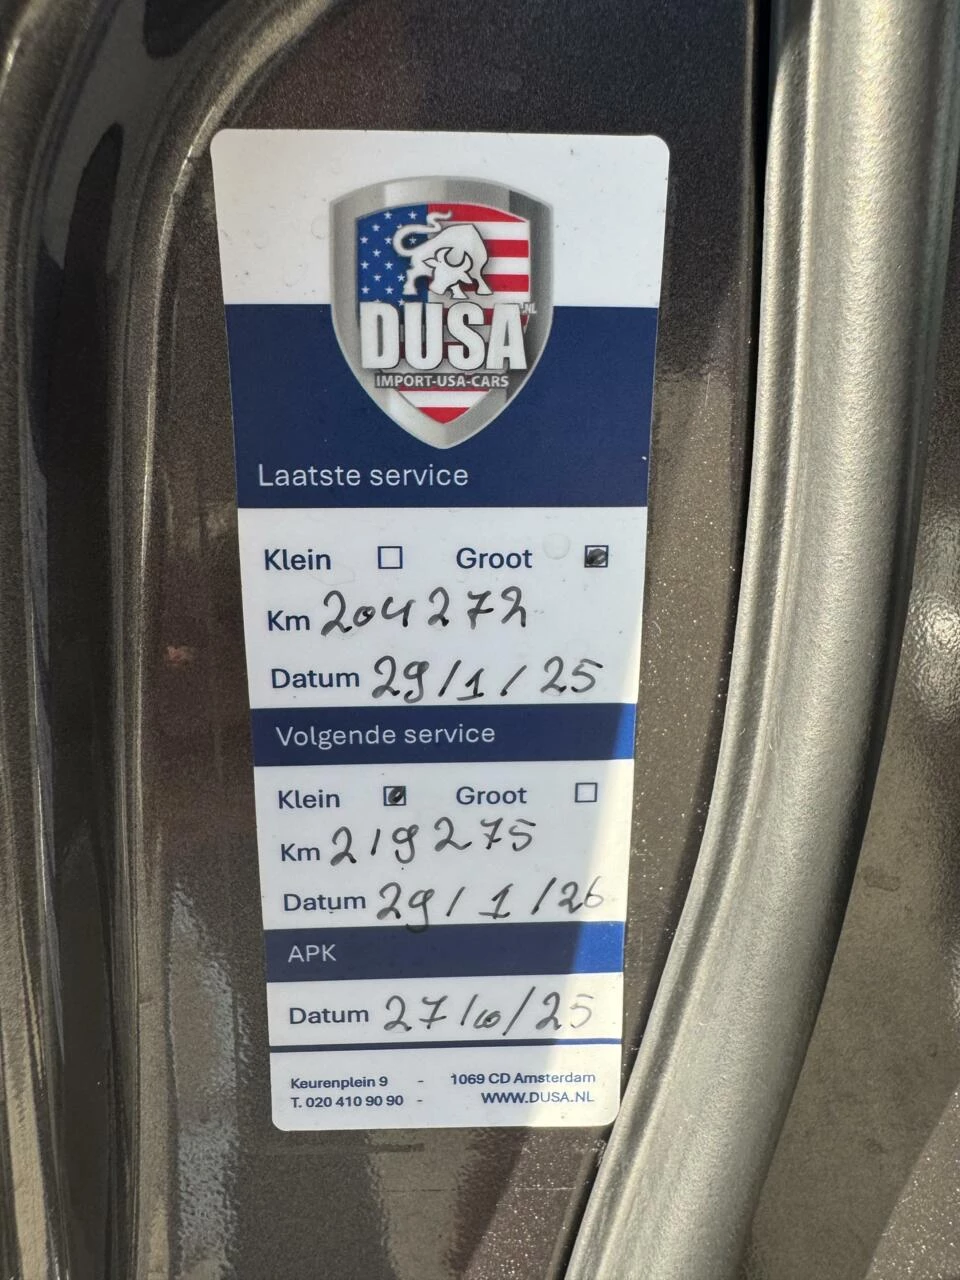 .NL
DUSA
IMPORT-USA-CARS
Laatste service
Klein Groot
Km 204272
Datum 29/1/25
Volgende service
Klein Groot
Km 219275
Datum 29/1/26
APK
Datum 27/10/25
Keurenplein 9 - 1069 CD Amsterdam
T. 020 410 90 90 - WWW.DUSA.NL